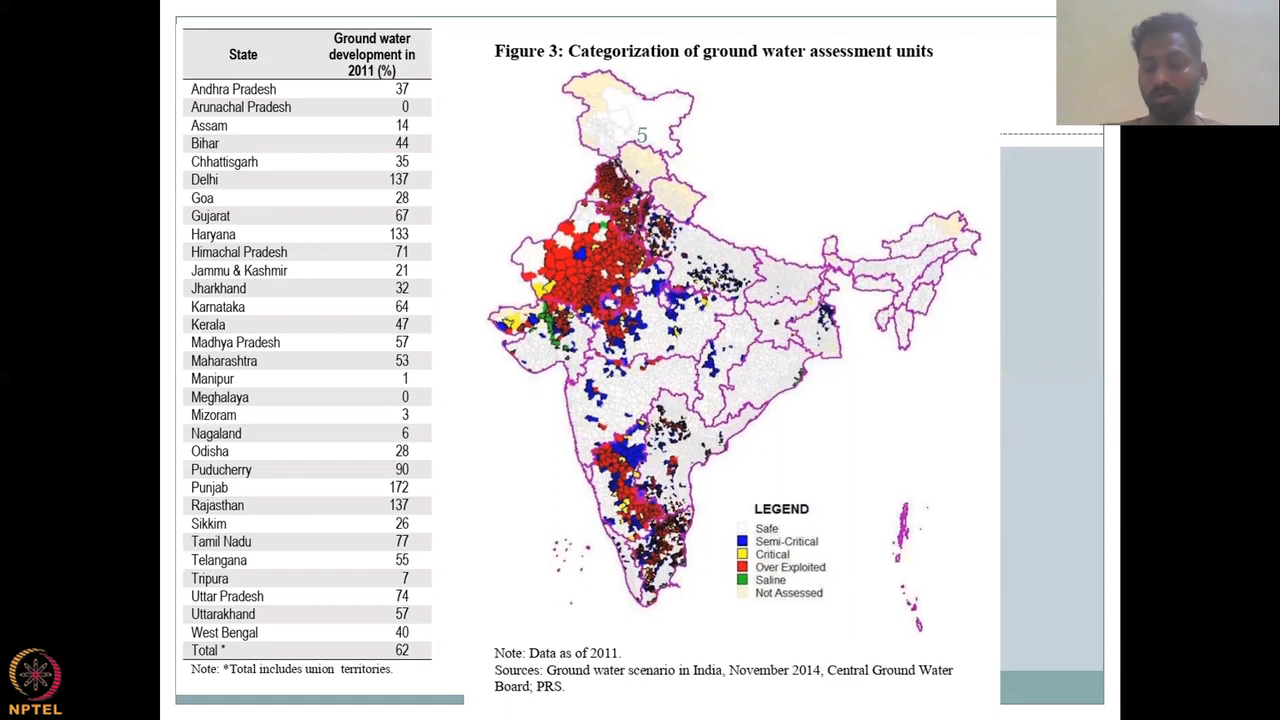 State Ground water development in 2011 (%)
Andhra Pradesh 37
Arunachal Pradesh 0
Assam 14
Bihar 44
Chhattisgarh 35
Delhi 137
Goa 28
Gujarat 67
Haryana 133
Himachal Pradesh 71
Jammu & Kashmir 21
Jharkhand 32
Karnataka 64
Kerala 47
Madhya Pradesh 57
Maharashtra 53
Manipur 1
Meghalaya 0
Mizoram 3
Nagaland 6
Odisha 28
Puducherry 90
Punjab 172
Rajasthan 137
Sikkim 26
Tamil Nadu 77
Telangana 55
Tripura 7
Uttar Pradesh 74
Uttarakhand 57
West Bengal 40
Total * 62
Note: *Total includes union territories.
Figure 3: Categorization of ground water assessment units
5
LEGEND
Safe
Semi-Critical
Critical
Over Exploited
Saline
Not Assessed
Note: Data as of 2011.
Sources: Ground water scenario in India, November 2014, Central Ground Water
Board; PRS.
NPTEL